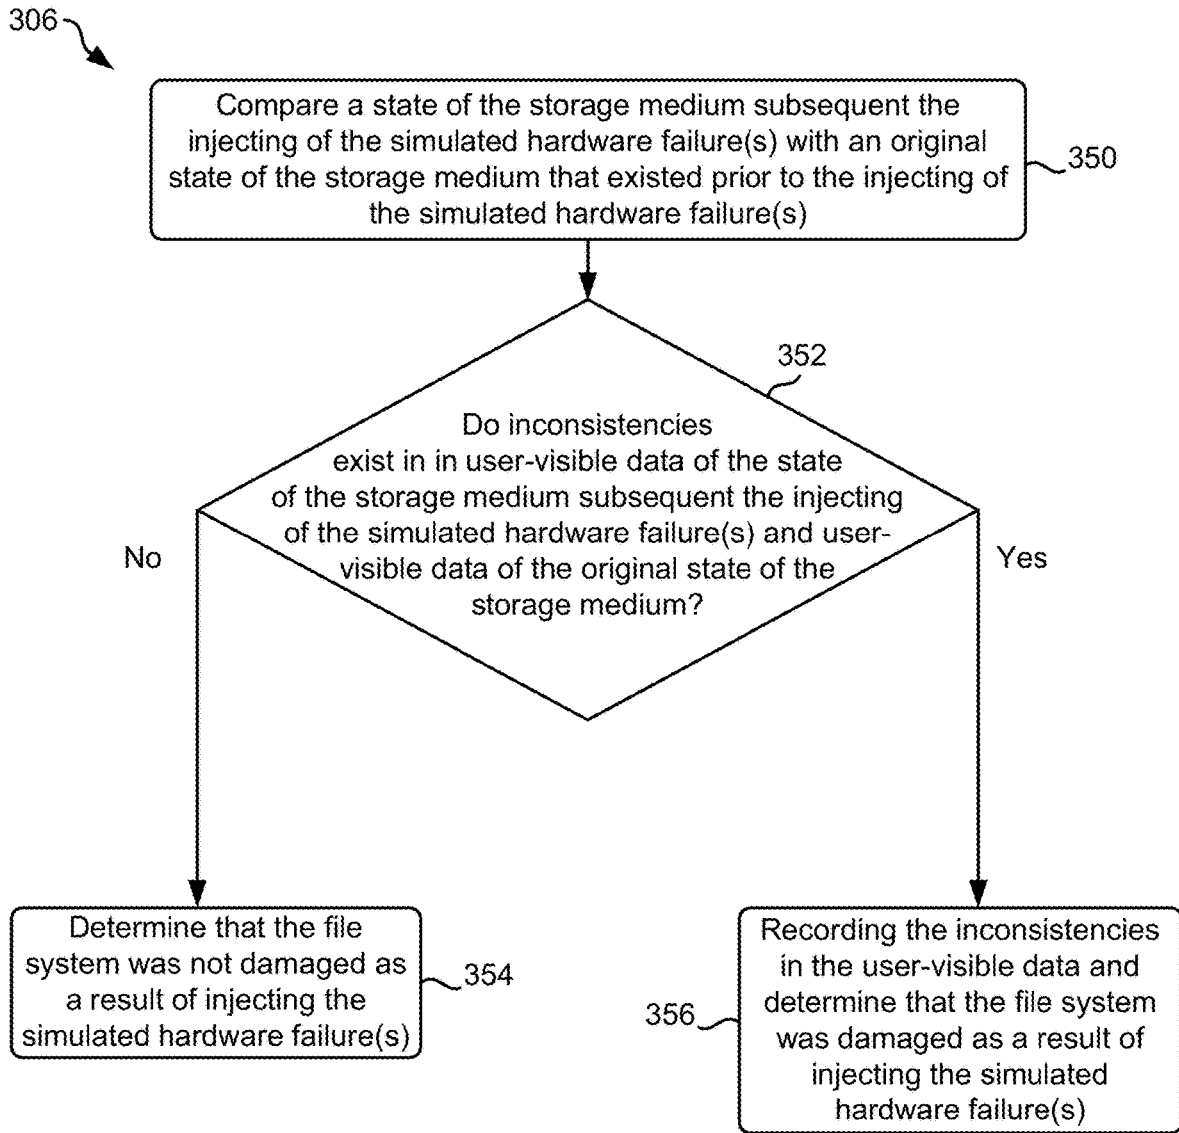 306
Compare a state of the storage medium subsequent the
injecting of the simulated hardware failure(s) with an original
state of the storage medium that existed prior to the injecting of
the simulated hardware failure(s)
350
352
Do inconsistencies
exist in in user-visible data of the state
of the storage medium subsequent the injecting
of the simulated hardware failure(s) and user-
visible data of the original state of the
storage medium?
No
Yes
Determine that the file
system was not damaged as
a result of injecting the
simulated hardware failure(s)
354
Recording the inconsistencies
in the user-visible data and
determine that the file system
was damaged as a result of
injecting the simulated
hardware failure(s)
356